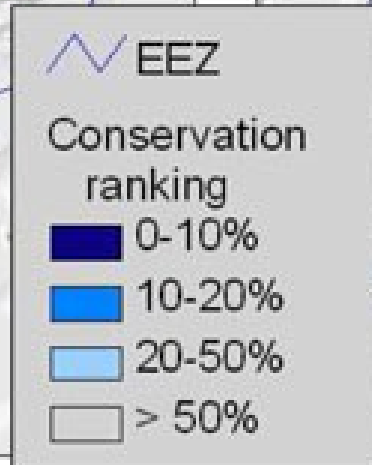 EEZ
Conservation
ranking
0-10%
10-20%
20-50%
> 50%